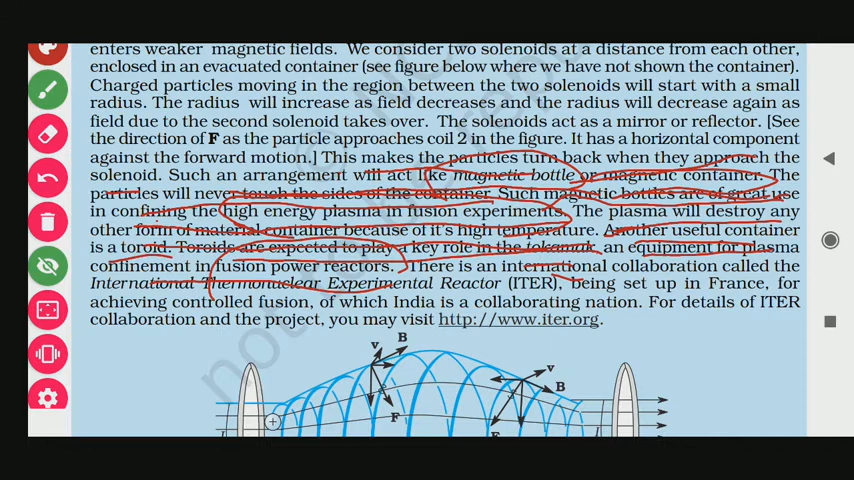 enters weaker magnetic fields. We consider two solenoids at a distance from each other,
enclosed in an evacuated container (see figure below where we have not shown the container).
Charged particles moving in the region between the two solenoids will start with a small
radius. The radius will increase as field decreases and the radius will decrease again as
field due to the second solenoid takes over. The solenoids act as a mirror or reflector. [See
the direction of F as the particle approaches coil 2 in the figure. It has a horizontal component
against the forward motion.] This makes the particles turn back when they approach the
solenoid. Such an arrangement will act like magnetic bottle or magnetic container. The
particles will never touch the sides of the container. Such magnetic bottles are of great use
in confining the high energy plasma in fusion experiments. The plasma will destroy any
other form of material container because of it's high temperature. Another useful container
is a toroid. Toroids are expected to play a key role in the tokamak, an equipment for plasma
confinement in fusion power reactors. There is an international collaboration called the
International Thermonuclear Experimental Reactor (ITER), being set up in France, for
achieving controlled fusion, of which India is a collaborating nation. For details of ITER
collaboration and the project, you may visit http://www.iter.org.
v B
v
B
F
+
I